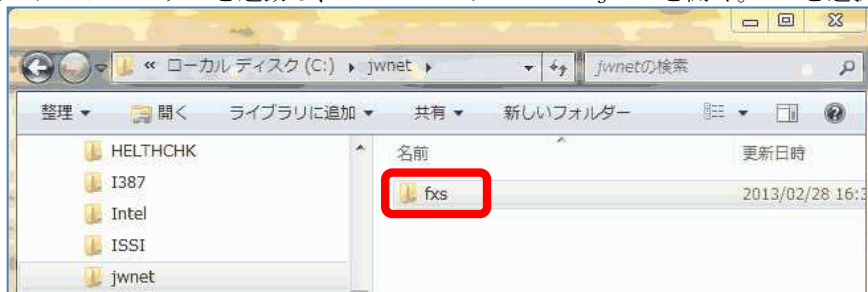 « ローカル ディスク (C:) ▸ jwnet ▸ jwnetの検索
整理 ▼ 開く ライブラリに追加 ▼ 共有 ▼ 新しいフォルダー
HELTHCHK
I387
Intel
ISSI
jwnet
名前 更新日時
fxs 2013/02/28 16:3